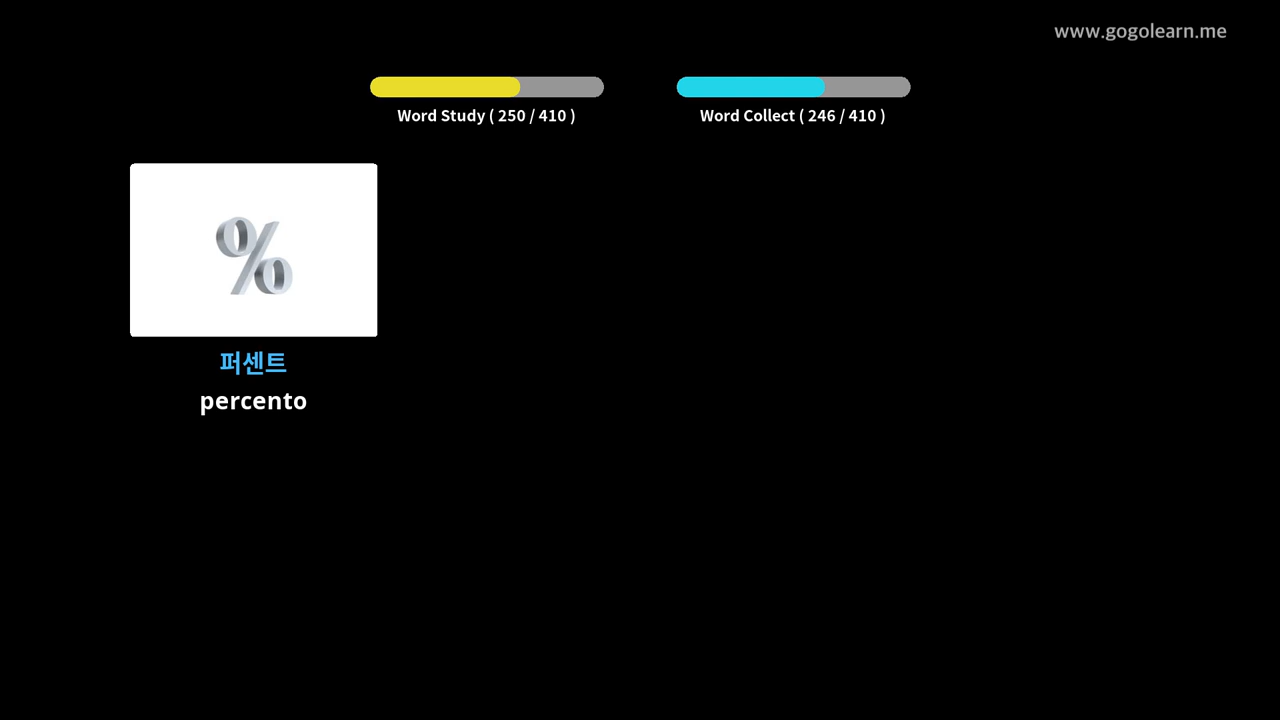 www.gogolearn.me
Word Study ( 250 / 410 )
Word Collect ( 246 / 410 )
%
퍼센트
percento